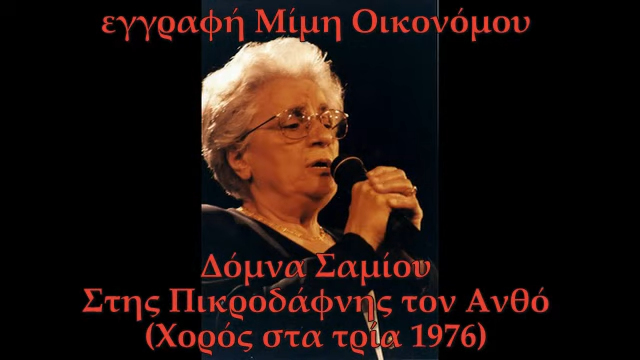 εγγραφή Μίμη Οικονόμου
Δόμνα Σαμίου
Στης Πικροδάφνης τον Ανθό
(Χορός στα τρία 1976)